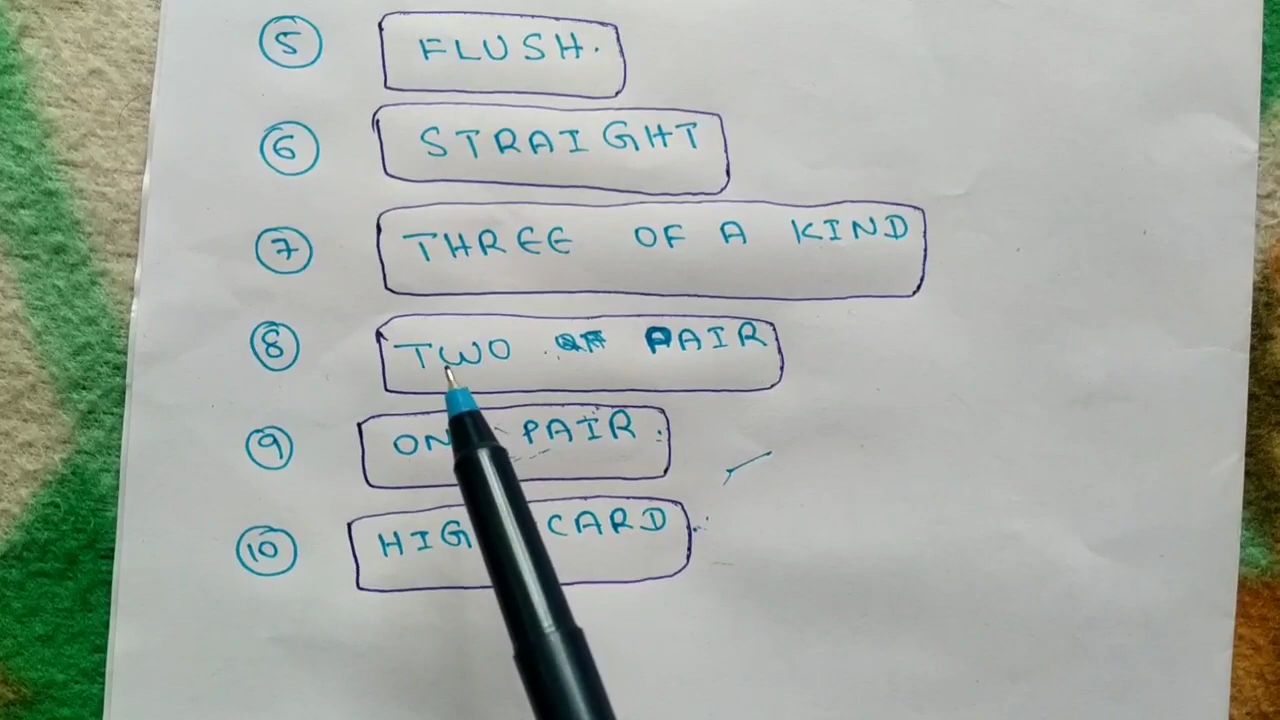 5 FLUSH.
6 STRAIGHT
7 THREE OF A KIND
8 TWO PAIR
9 PAIR.
10 CARD